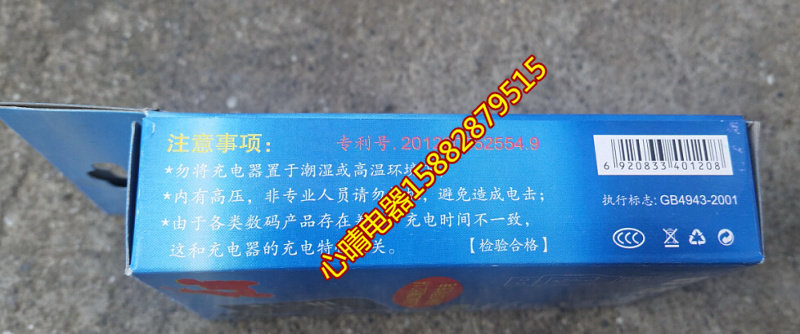 注意事项:
专利号. 2013
52554.9
★勿将充电器置于潮湿或高温环境
★内有高压，非专业人员请勿
，避免造成电击；
★由于各类数码产品存在
充电时间不一致，
这和充电器的充电特
关。
【检验合格】
6 920833 401208
执行标志: GB4943-2001
CCC
心晴电器15882879515